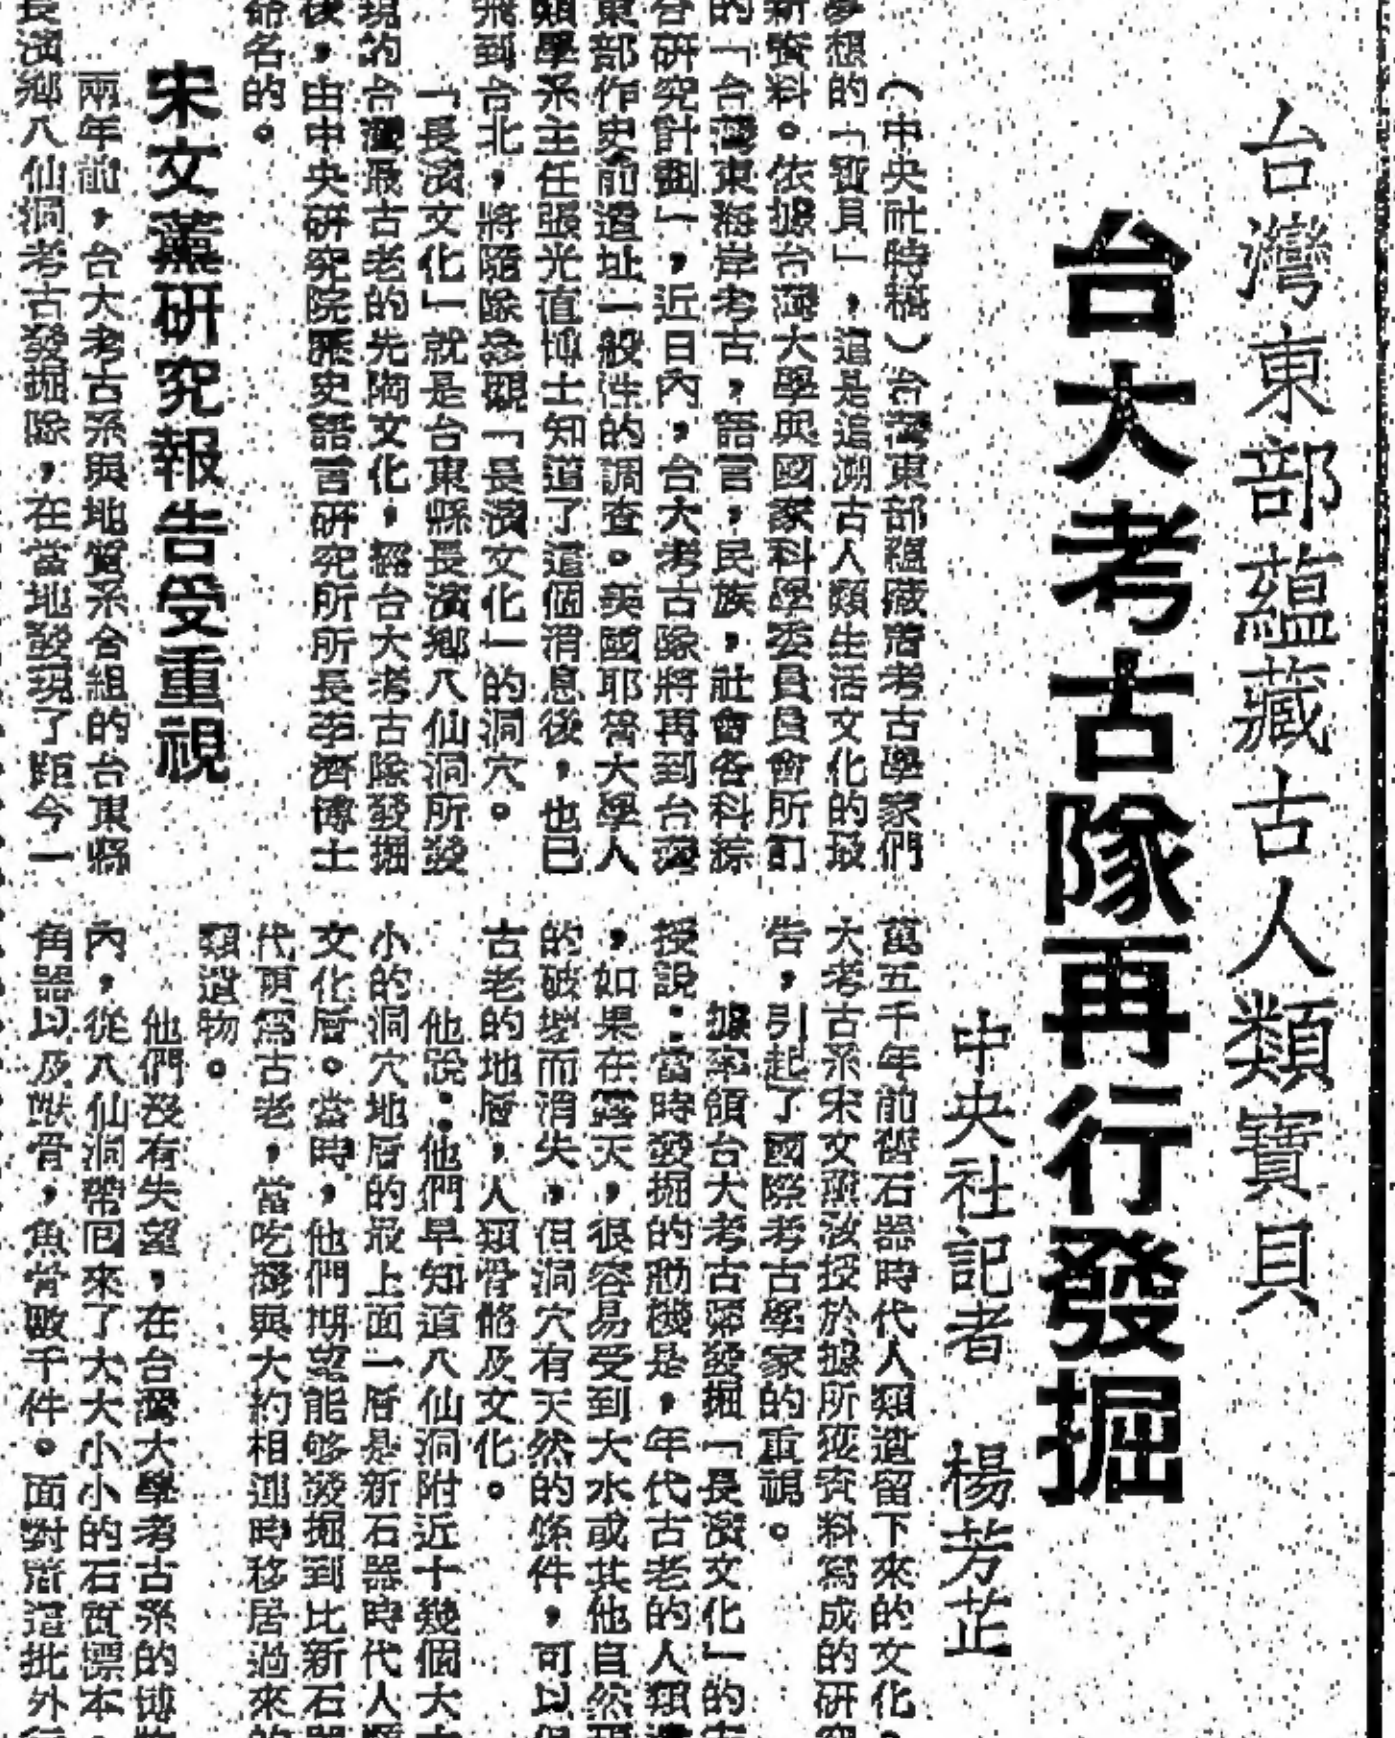 台灣東部蘊藏古人類寶貝
台大考古隊再行發掘
中央社記者　楊芳芷
（中央社時稿）台灣東部蘊藏着考古學家們
夢想的「寶貝」，這是追溯古人類生活文化的最
新資料。依據台灣大學與國家科學委員會所訂
的「台灣東海岸考古，語言，民族，社會各科綜
合研究計劃」，近日內，台大考古隊將再到台灣
東部作史前遺址一般性的調查。美國耶魯大學人
類學系主任張光直博士知道了這個消息後，也已
飛到台北，將隨隊參觀「長濱文化」的洞穴。
「長濱文化」就是台東縣長濱鄉八仙洞所發
現的台灣最古老的先陶文化，經台大考古隊發掘
後，由中央研究院歷史語言研究所所長李濟博士
命名的。
宋文薰研究報告受重視
兩年前，台大考古系與地質系合組的台東縣
長濱鄉八仙洞考古發掘隊，在當地發現了距今一
萬五千年前舊石器時代人類遺留下來的文化，
大考古系宋文薰教授於據所獲資料寫成的研究
告，引起了國際考古學家的重視。
據率領台大考古隊發掘「長濱文化」的宋
授說：當時發掘的動機是，年代古老的人類遺
，如果在露天，很容易受到大水或其他自然現
的破壞而消失，但洞穴有天然的條件，可以保
古老的地層，人類骨骼及文化。
他說：他們早知道八仙洞附近十幾個大大
小的洞穴地層的最上面一層是新石器時代人類
文化層。當時，他們期望能够發掘到比新石器
代更為古老，當吃與大約相時移居過來的
類遺物。
他們沒有失望，在台灣大學考古系的博物
內，從八仙洞帶回來了大大小小的石質標本，
角器以及獸骨，魚骨數千件。面對着這批外行